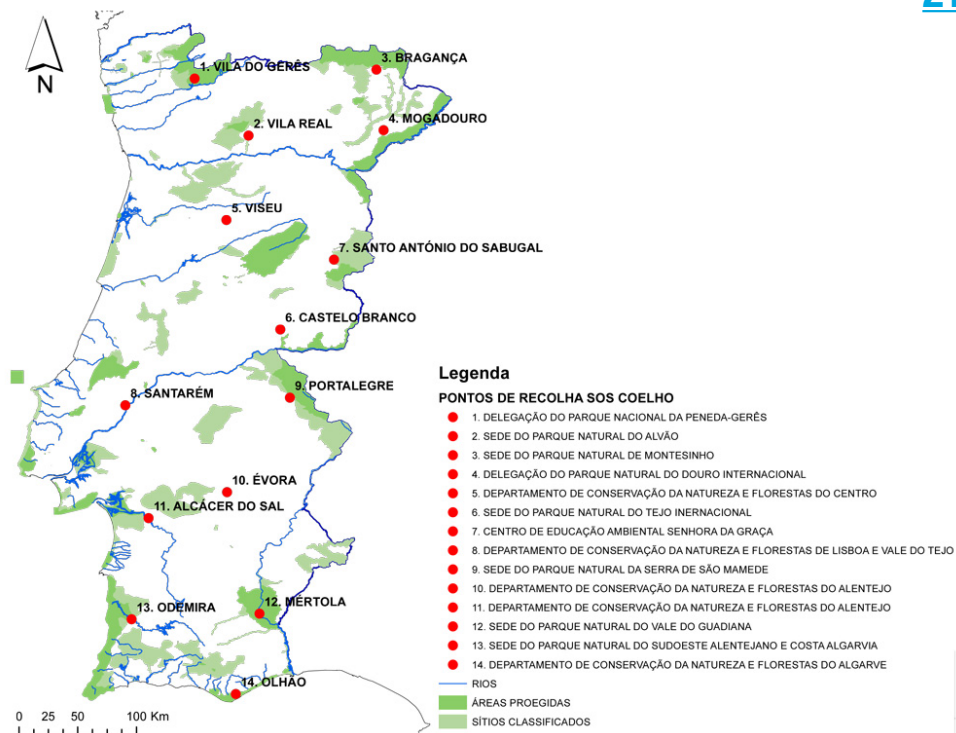 N
1. VILA DO GERÊS
3. BRAGANÇA
2. VILA REAL
4. MOGADOURO
5. VISEU
7. SANTO ANTÓNIO DO SABUGAL
6. CASTELO BRANCO
8. SANTARÉM
9. PORTALEGRE
10. ÉVORA
11. ALCÁCER DO SAL
13. ODEMIRA
12. MÉRTOLA
14. OLHÃO
0 25 50 100 Km
Legenda
PONTOS DE RECOLHA SOS COELHO
1. DELEGAÇÃO DO PARQUE NACIONAL DA PENEDA-GERÊS
2. SEDE DO PARQUE NATURAL DO ALVÃO
3. SEDE DO PARQUE NATURAL DE MONTESINHO
4. DELEGAÇÃO DO PARQUE NATURAL DO DOURO INTERNACIONAL
5. DEPARTAMENTO DE CONSERVAÇÃO DA NATUREZA E FLORESTAS DO CENTRO
6. SEDE DO PARQUE NATURAL DO TEJO INERNACIONAL
7. CENTRO DE EDUCAÇÃO AMBIENTAL SENHORA DA GRAÇA
8. DEPARTAMENTO DE CONSERVAÇÃO DA NATUREZA E FLORESTAS DE LISBOA E VALE DO TEJO
9. SEDE DO PARQUE NATURAL DA SERRA DE SÃO MAMEDE
10. DEPARTAMENTO DE CONSERVAÇÃO DA NATUREZA E FLORESTAS DO ALENTEJO
11. DEPARTAMENTO DE CONSERVAÇÃO DA NATUREZA E FLORESTAS DO ALENTEJO
12. SEDE DO PARQUE NATURAL DO VALE DO GUADIANA
13. SEDE DO PARQUE NATURAL DO SUDOESTE ALENTEJANO E COSTA ALGARVIA
14. DEPARTAMENTO DE CONSERVAÇÃO DA NATUREZA E FLORESTAS DO ALGARVE
RIOS
ÁREAS PROEGIDAS
SÍTIOS CLASSIFICADOS